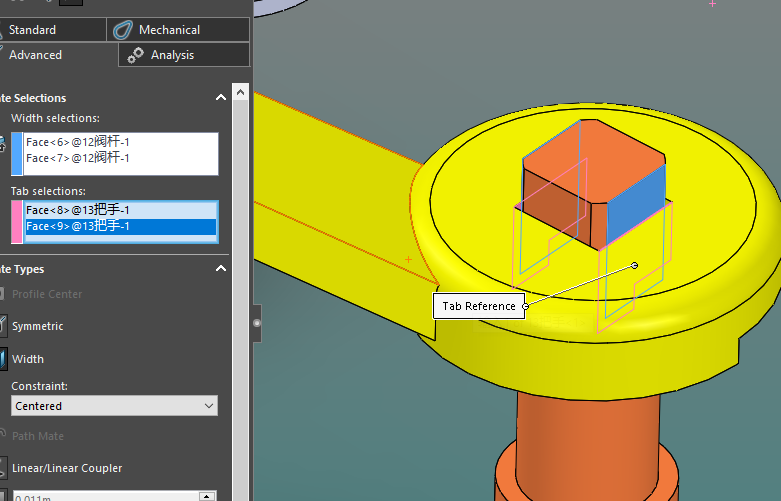 Standard
Mechanical
Advanced
Analysis
ate Selections
Width selections:
Face<6>@12阀杆-1
Face<7>@12阀杆-1
Tab selections:
Face<8>@13把手-1
Face<9>@13把手-1
ate Types
Profile Center
Symmetric
Width
Constraint:
Centered
Path Mate
Linear/Linear Coupler
0.011m
Tab Reference